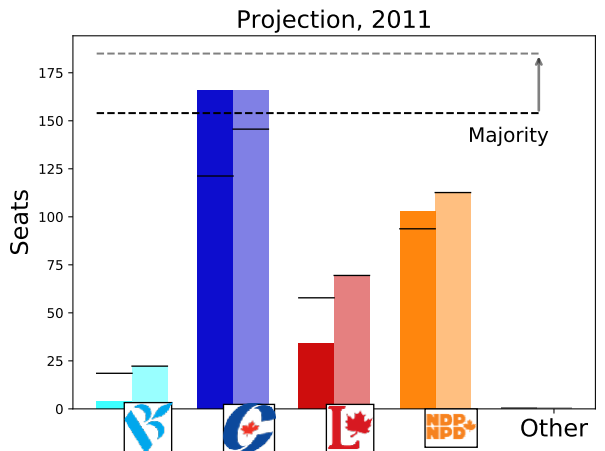 Projection, 2011
Seats
175
150
125
100
75
50
25
0
Majority
NDP
NPD
Other